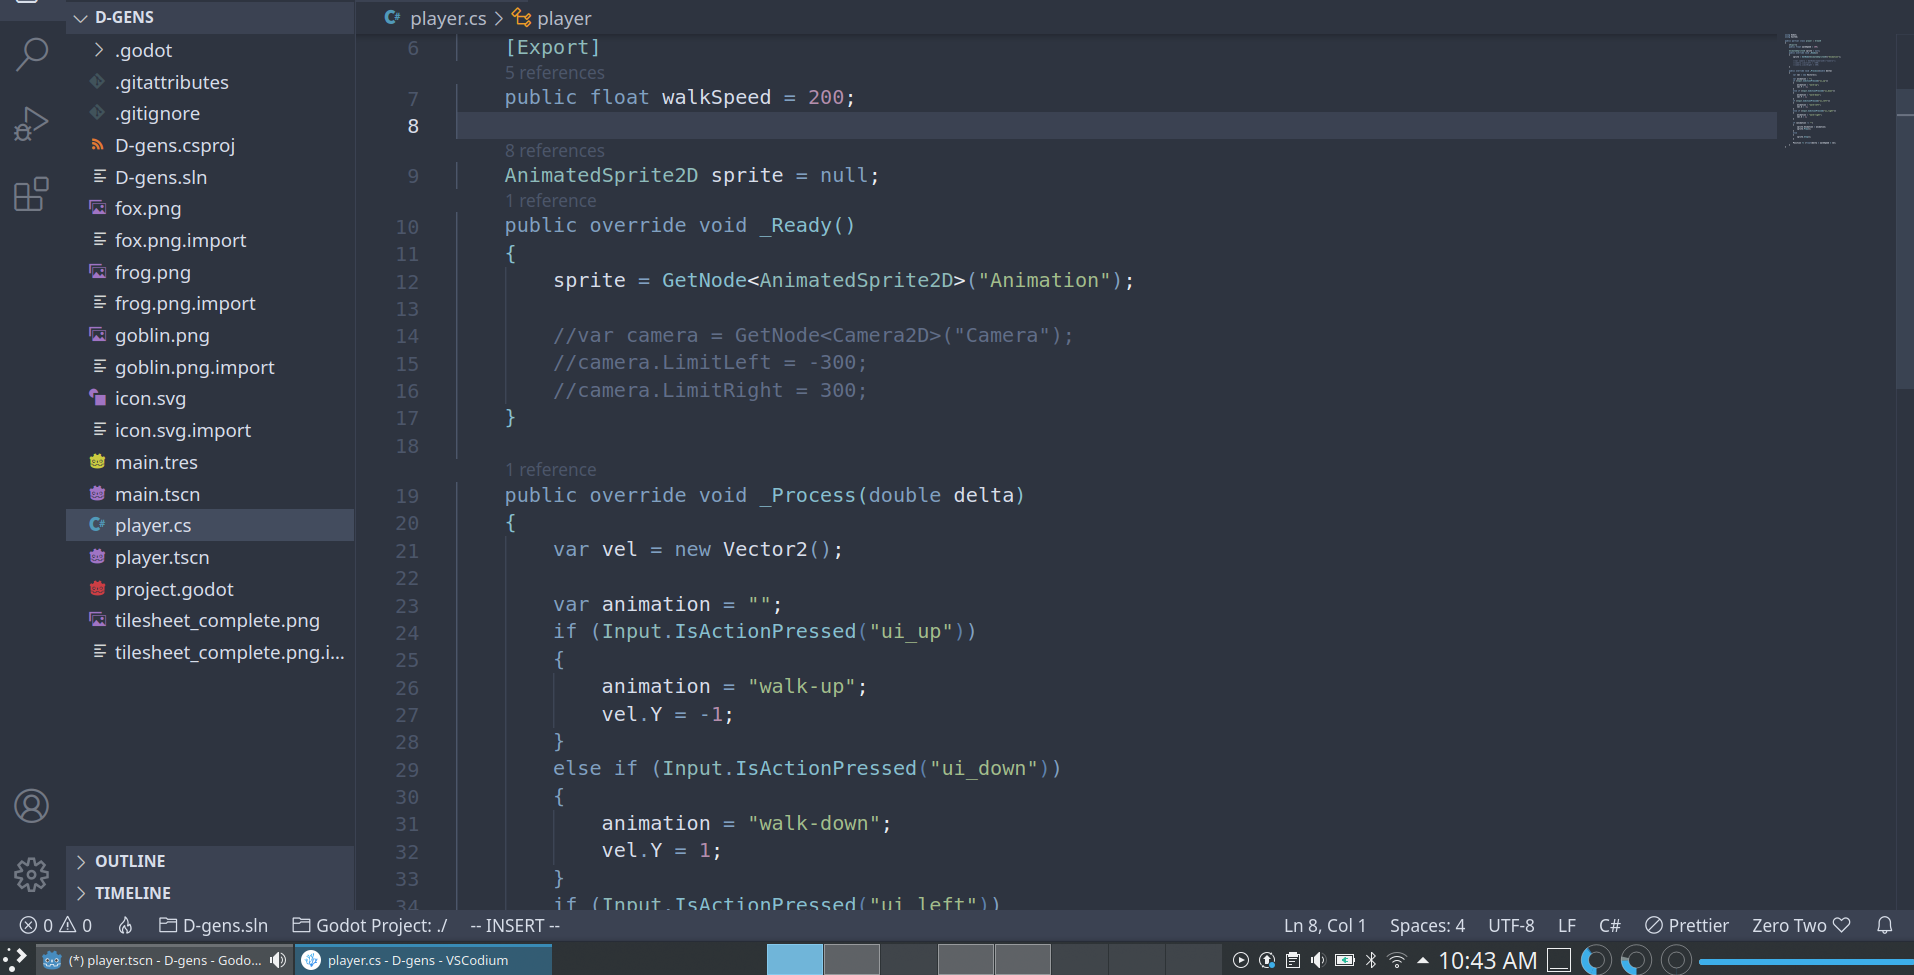 D-GENS
.godot
.gitattributes
.gitignore
D-gens.csproj
D-gens.sln
fox.png
fox.png.import
frog.png
frog.png.import
goblin.png
goblin.png.import
icon.svg
icon.svg.import
main.tres
main.tscn
C# player.cs
player.tscn
project.godot
tilesheet_complete.png
tilesheet_complete.png.i...
OUTLINE
TIMELINE
C# player.cs > player
6 [Export]
5 references
7 public float walkSpeed = 200;
8
8 references
9 AnimatedSprite2D sprite = null;
1 reference
10 public override void _Ready()
11 {
12 sprite = GetNode<AnimatedSprite2D>("Animation");
13
14 //var camera = GetNode<Camera2D>("Camera");
15 //camera.LimitLeft = -300;
16 //camera.LimitRight = 300;
17 }
18
1 reference
19 public override void _Process(double delta)
20 {
21 var vel = new Vector2();
22
23 var animation = "";
24 if (Input.IsActionPressed("ui_up"))
25 {
26 animation = "walk-up";
27 vel.Y = -1;
28 }
29 else if (Input.IsActionPressed("ui_down"))
30 {
31 animation = "walk-down";
32 vel.Y = 1;
33 }
34 if (Input.IsActionPressed("ui_left"))
0 0 D-gens.sln Godot Project: ./ -- INSERT -- Ln 8, Col 1 Spaces: 4 UTF-8 LF C# Prettier Zero Two
(*) player.tscn - D-gens - Godo... player.cs - D-gens - VSCodium 10:43 AM